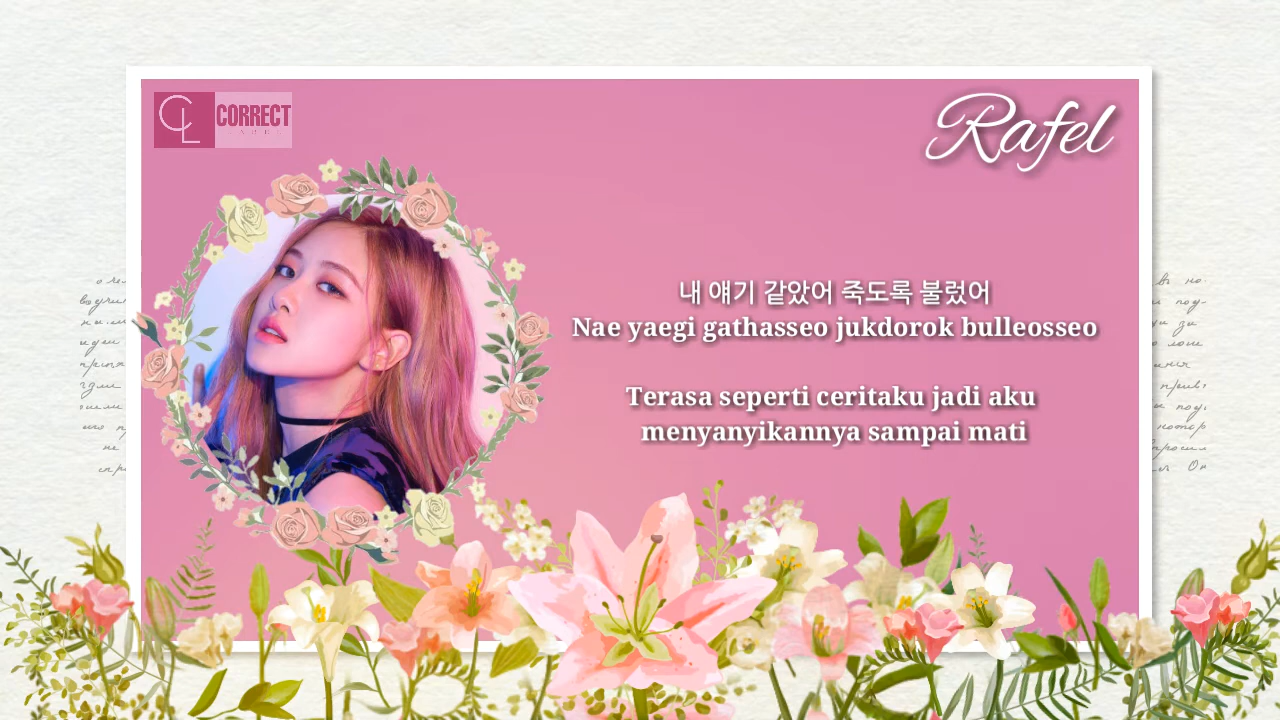 CL CORRECT
Rafel
내 얘기 같았어 죽도록 불렀어
Nae yaegi gathasseo jukdorok bulleosseo
Terasa seperti ceritaku jadi aku
menyanyikannya sampai mati